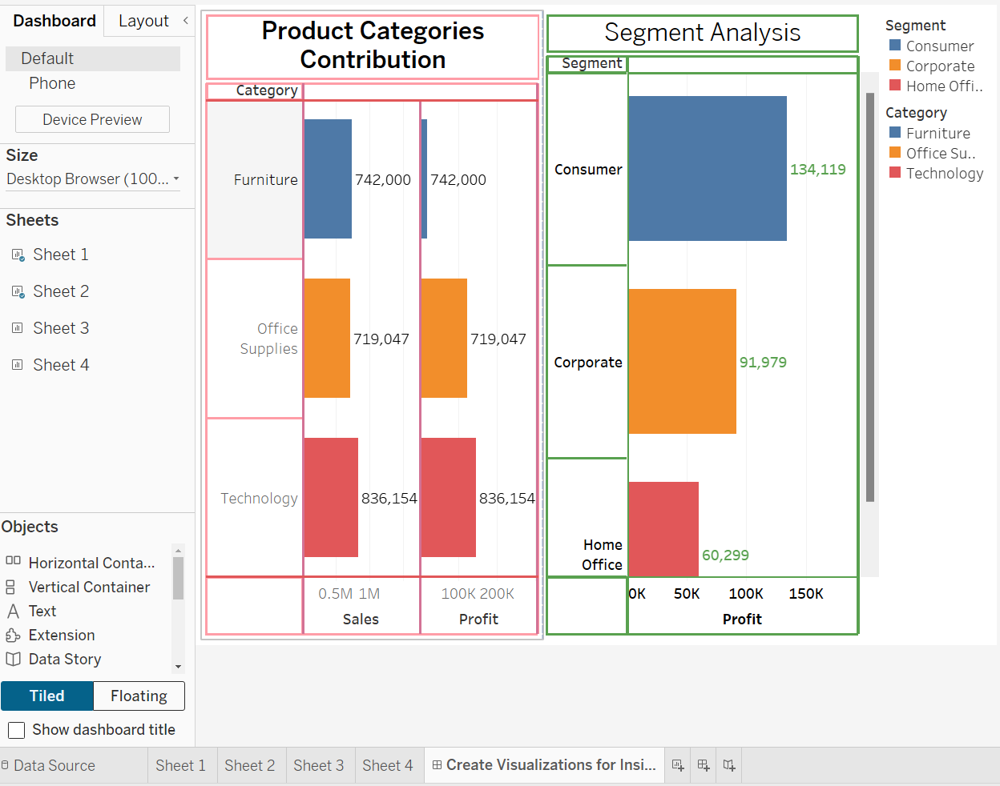 Dashboard
Layout
Default
Phone
Device Preview
Size
Desktop Browser (100...
Sheets
Sheet 1
Sheet 2
Sheet 3
Sheet 4
Objects
Horizontal Conta...
Vertical Container
Text
Extension
Data Story
Tiled
Floating
Show dashboard title
Product Categories
Contribution
Category
Furniture
742,000
742,000
Office
Supplies
719,047
719,047
Technology
836,154
836,154
0.5M 1M
100K 200K
Sales
Profit
Segment Analysis
Segment
Consumer
134,119
Corporate
91,979
Home
Office
60,299
0K 50K 100K 150K
Profit
Segment
Consumer
Corporate
Home Offi..
Category
Furniture
Office Su..
Technology
Data Source
Sheet 1
Sheet 2
Sheet 3
Sheet 4
Create Visualizations for Insi...